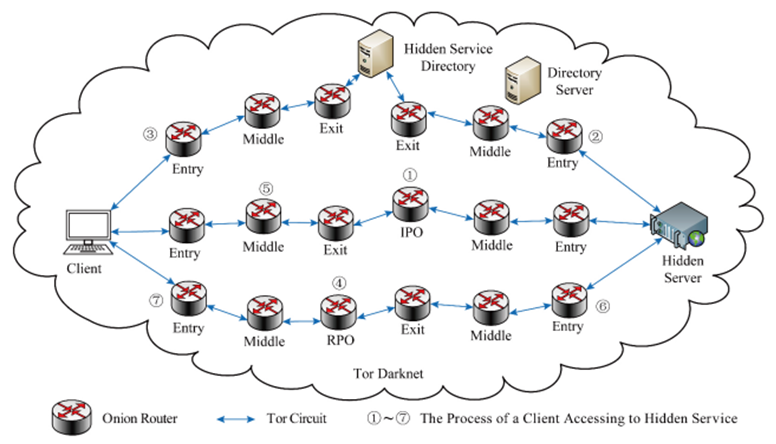 Hidden Service
Directory
Directory
Server
③
Entry
Middle
Exit
Exit
Middle
②
Entry
Client
Entry
⑤
Middle
Exit
①
IPO
Middle
Entry
Hidden
Server
⑦
Entry
Middle
④
RPO
Exit
Middle
Entry
⑥
Tor Darknet
Onion Router
Tor Circuit
①~⑦ The Process of a Client Accessing to Hidden Service